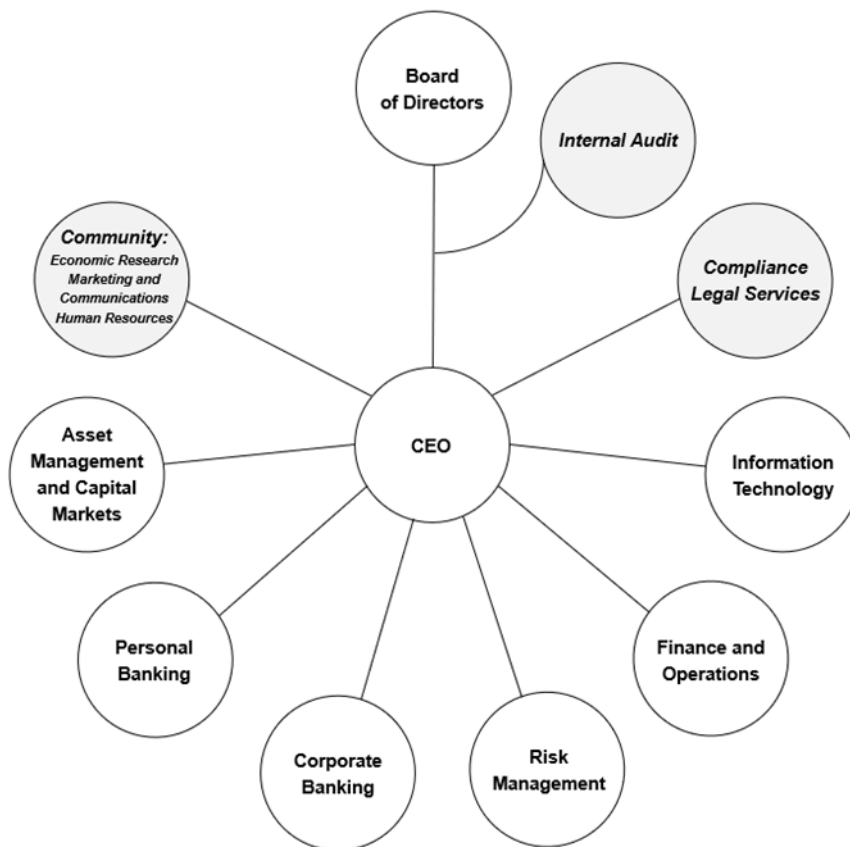 Board
of Directors
Internal Audit
Community:
Economic Research
Marketing and
Communications
Human Resources
Compliance
Legal Services
Asset
Management
and Capital
Markets
CEO
Information
Technology
Personal
Banking
Finance and
Operations
Corporate
Banking
Risk
Management